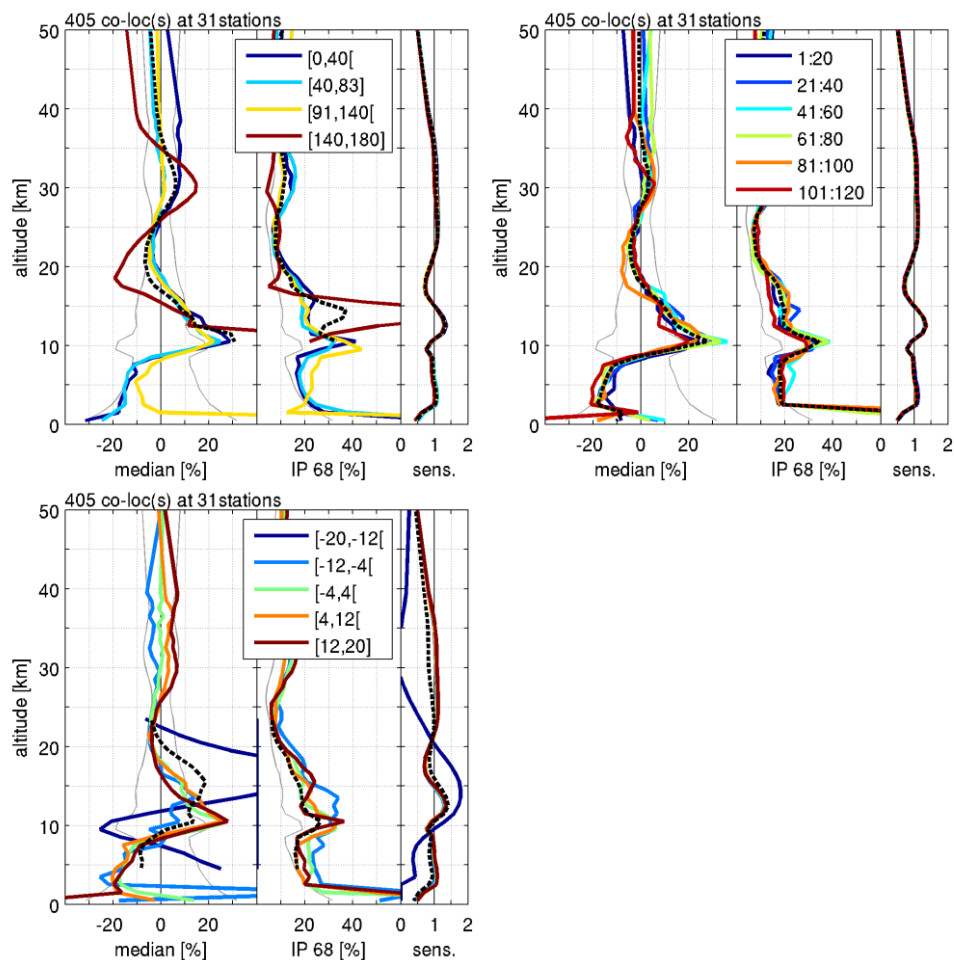 405 co-loc(s) at 31stations
50
40
30
20
10
0
altitude [km]
[0,40[
[40,83]
[91,140[
[140,180]
-20 0 20
20 40
0 1 2
median [%]
IP 68 [%]
sens.
405 co-loc(s) at 31stations
50
40
30
20
10
0
altitude [km]
1:20
21:40
41:60
61:80
81:100
101:120
-20 0 20
20 40
0 1 2
median [%]
IP 68 [%]
sens.
405 co-loc(s) at 31stations
50
40
30
20
10
0
altitude [km]
[-20,-12[
[-12,-4[
[-4,4[
[4,12[
[12,20]
-20 0 20
20 40
0 1 2
median [%]
IP 68 [%]
sens.